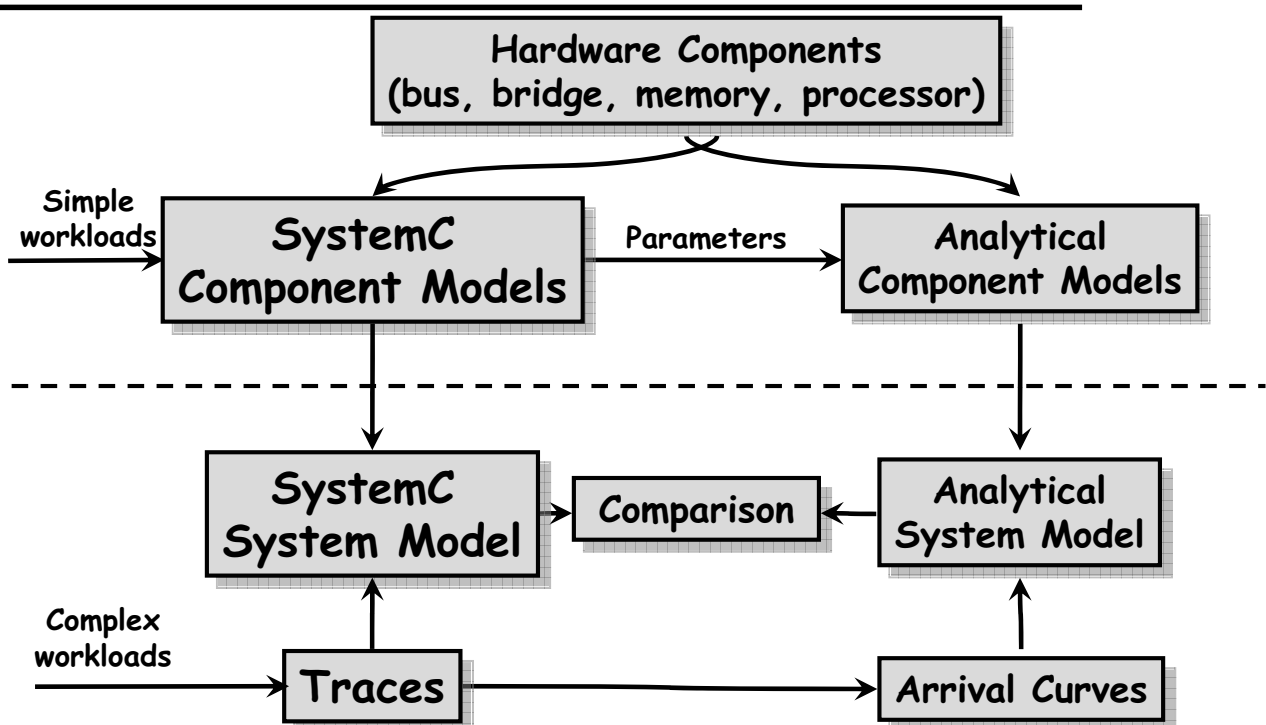 Hardware Components
(bus, bridge, memory, processor)
Simple
workloads
SystemC
Component Models
Parameters
Analytical
Component Models
SystemC
System Model
Comparison
Analytical
System Model
Complex
workloads
Traces
Arrival Curves